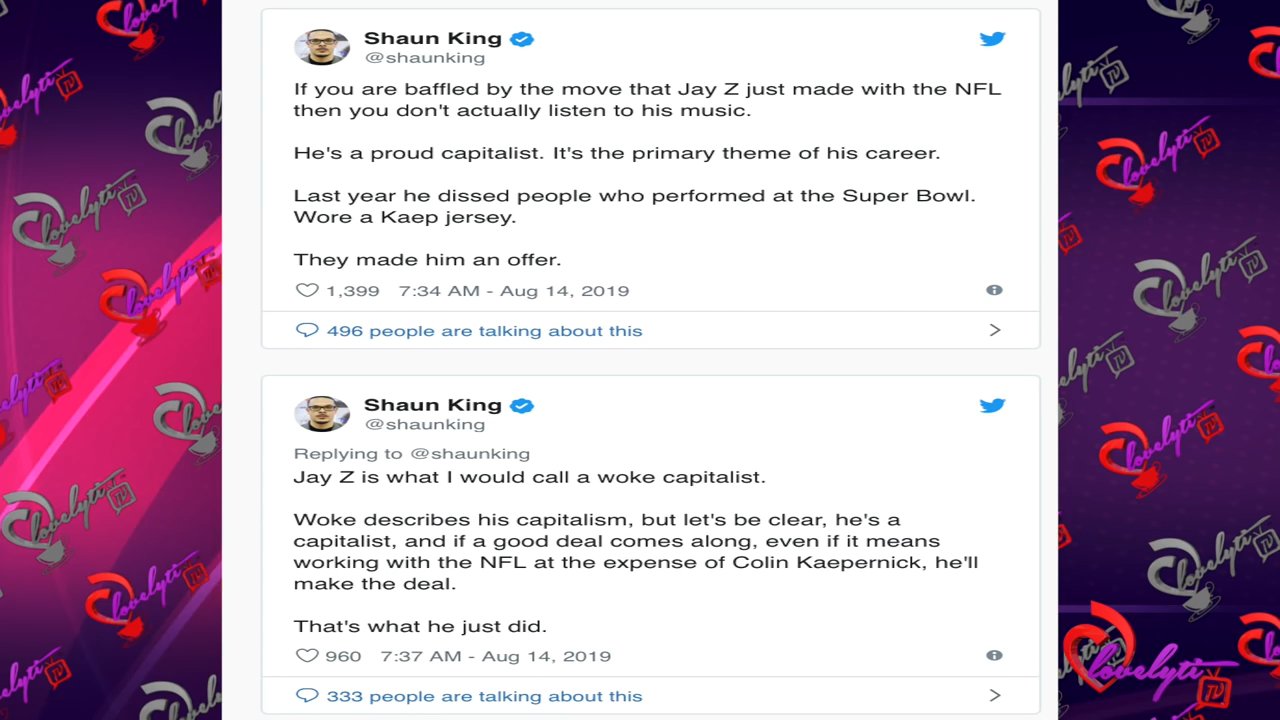 Shaun King
@shaunking
If you are baffled by the move that Jay Z just made with the NFL
then you don't actually listen to his music.
He's a proud capitalist. It's the primary theme of his career.
Last year he dissed people who performed at the Super Bowl.
Wore a Kaep jersey.
They made him an offer.
1,399 7:34 AM - Aug 14, 2019
496 people are talking about this
Shaun King
@shaunking
Replying to @shaunking
Jay Z is what I would call a woke capitalist.
Woke describes his capitalism, but let's be clear, he's a
capitalist, and if a good deal comes along, even if it means
working with the NFL at the expense of Colin Kaepernick, he'll
make the deal.
That's what he just did.
960 7:37 AM - Aug 14, 2019
333 people are talking about this
lovelyti TV